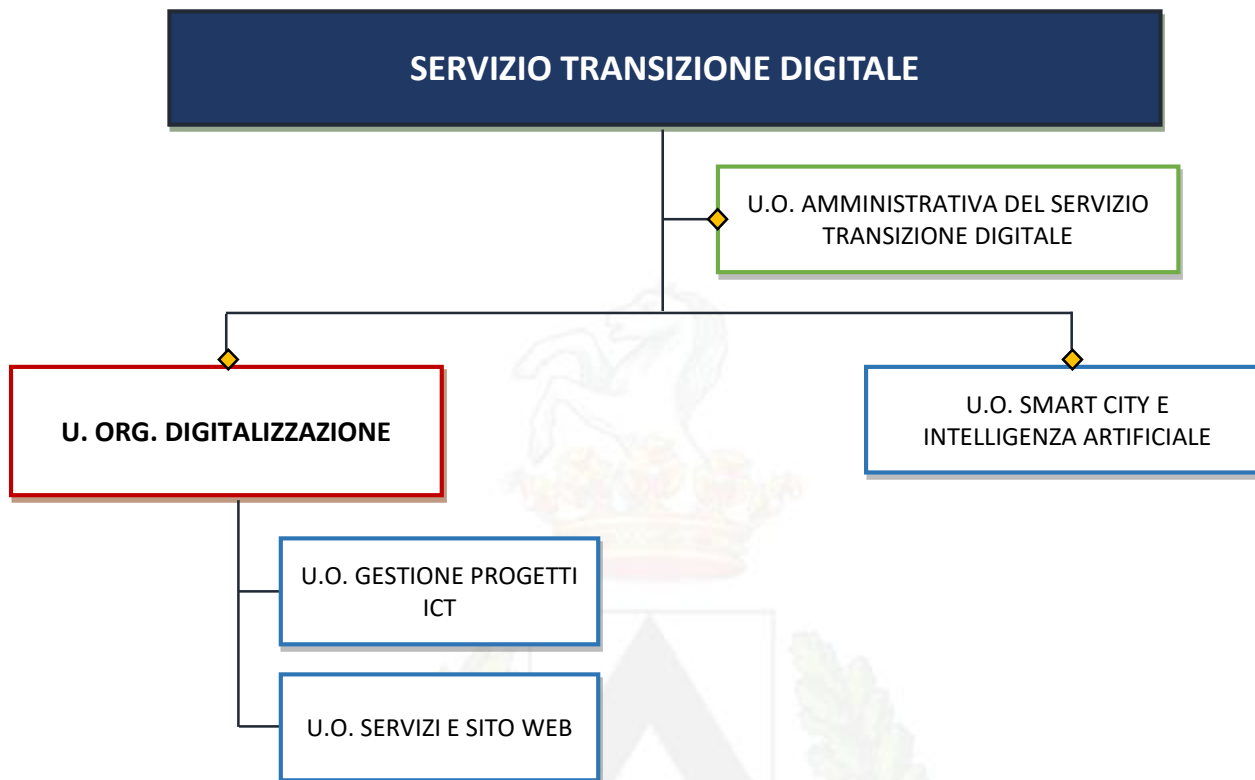 SERVIZIO TRANSIZIONE DIGITALE
U.O. AMMINISTRATIVA DEL SERVIZIO
TRANSIZIONE DIGITALE
U. ORG. DIGITALIZZAZIONE
U.O. SMART CITY E
INTELLIGENZA ARTIFICIALE
U.O. GESTIONE PROGETTI
ICT
U.O. SERVIZI E SITO WEB